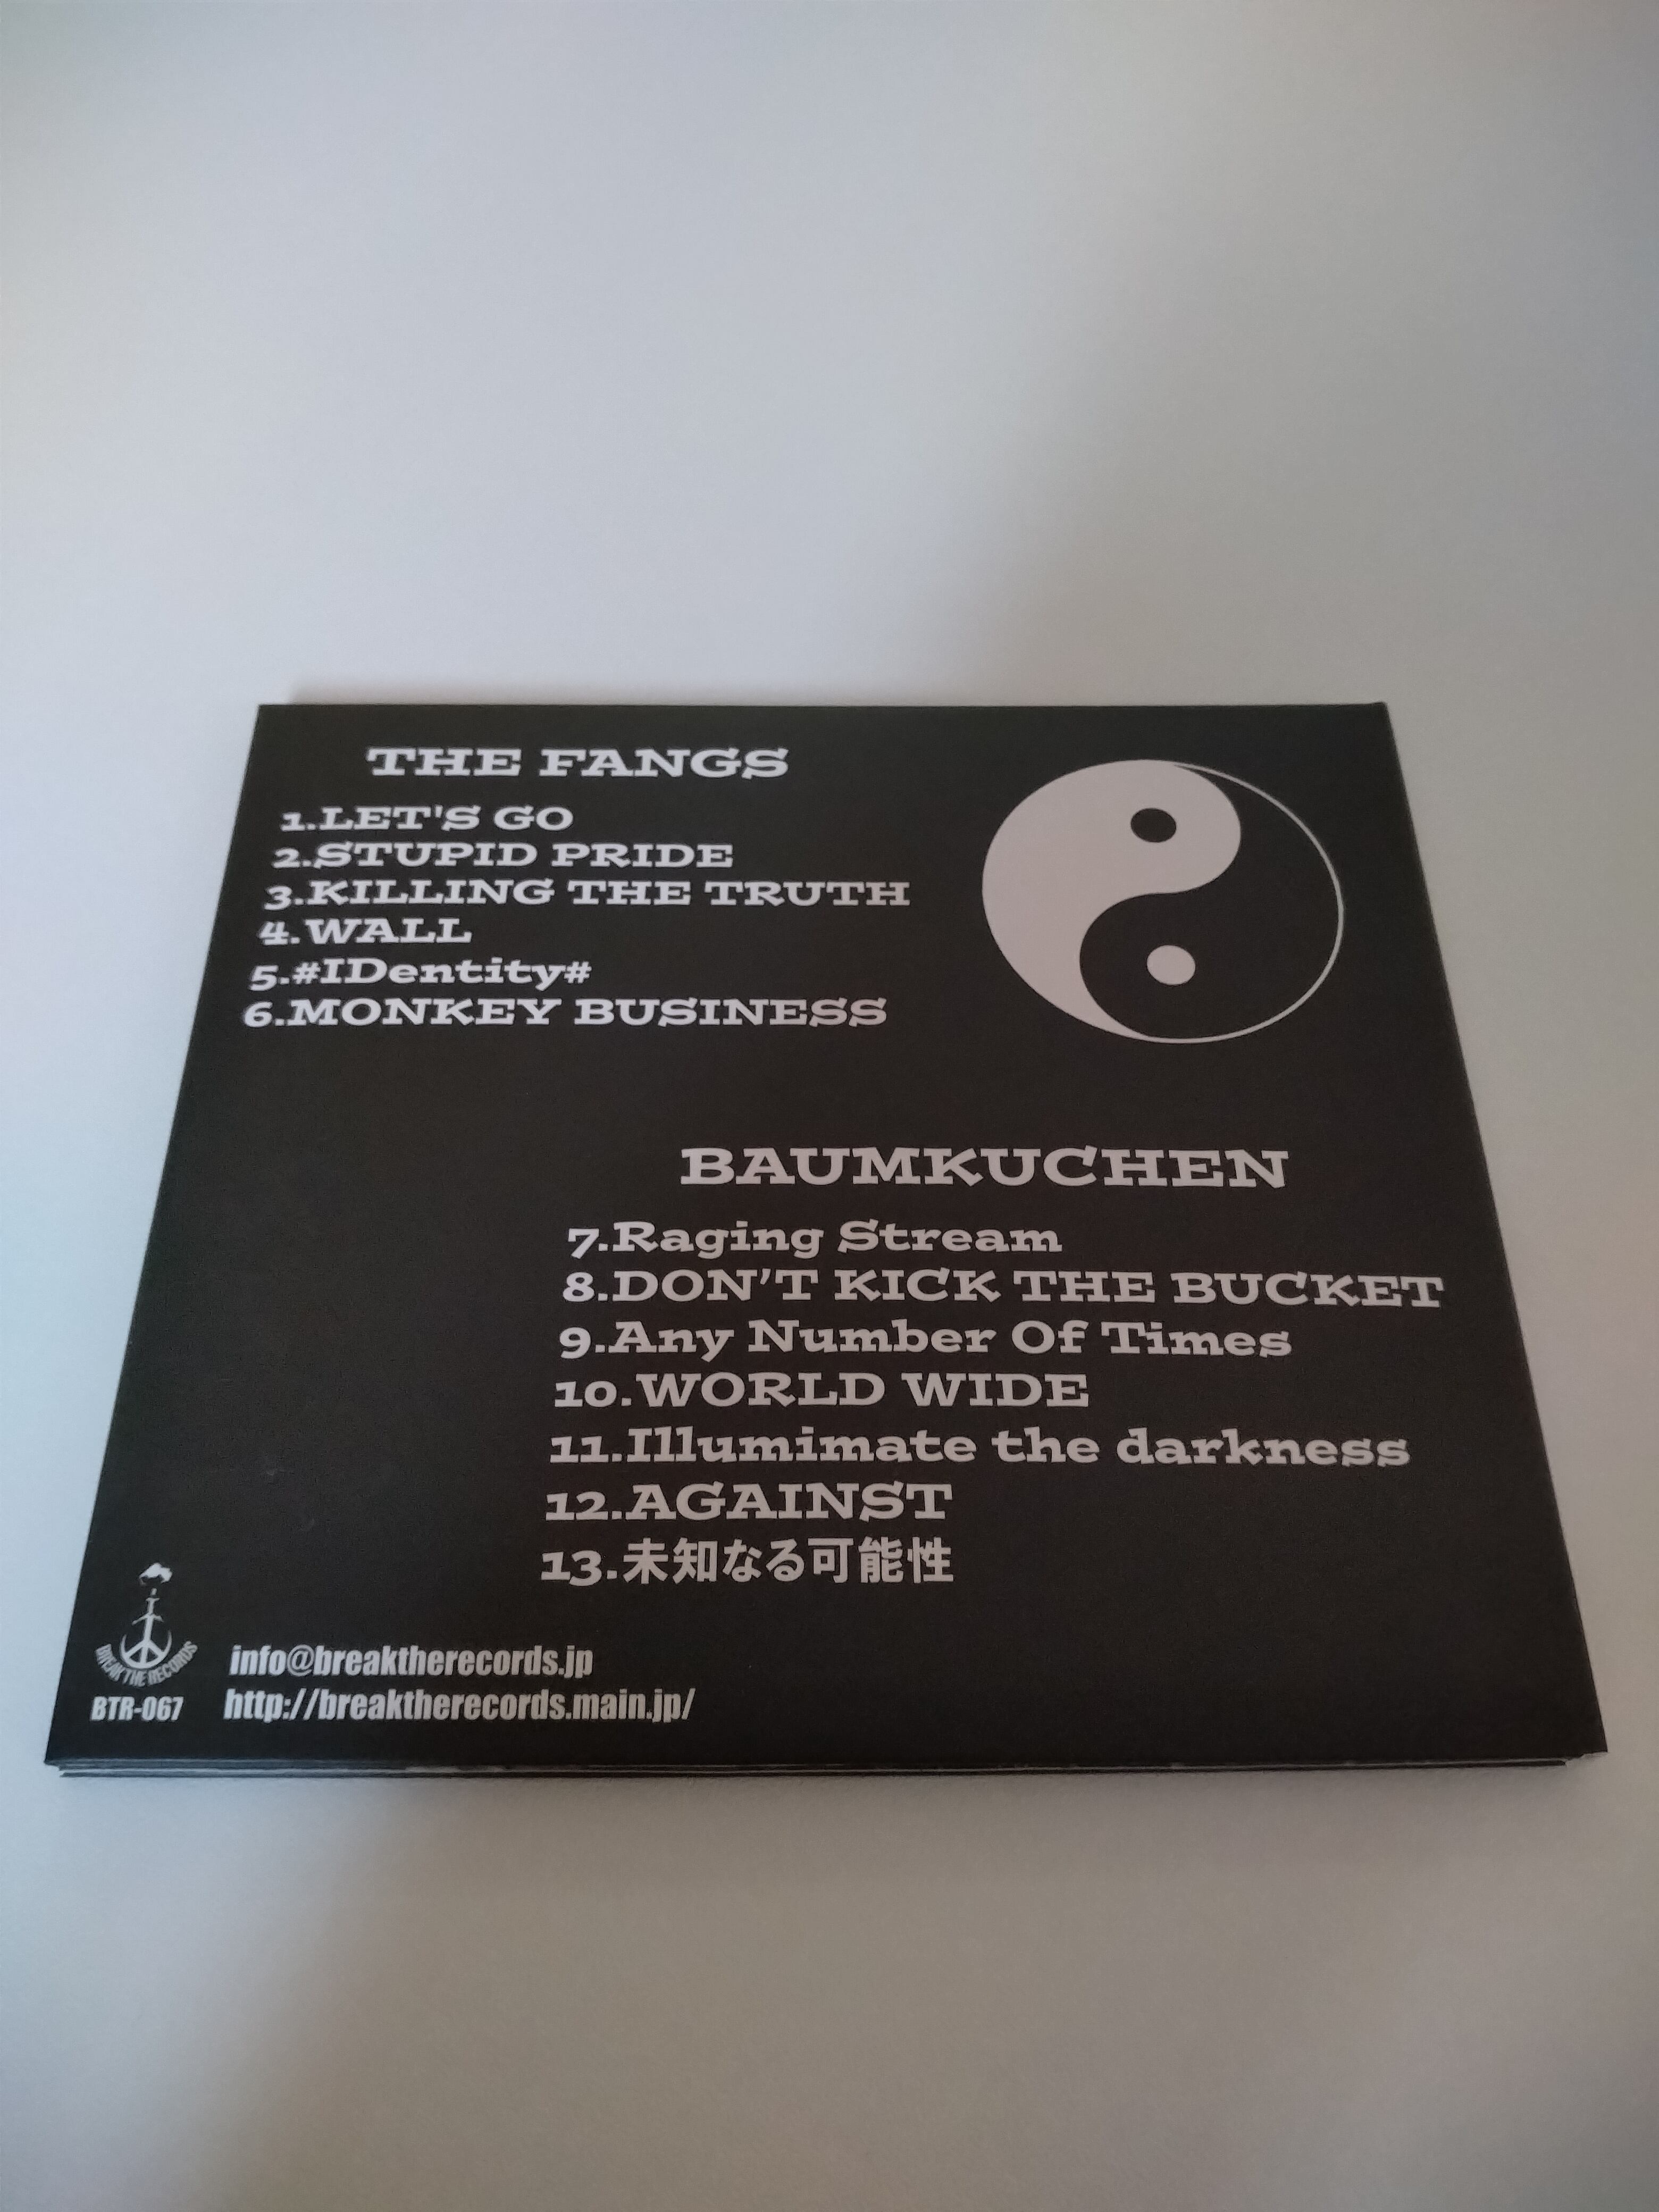 THE FANGS
1.LET'S GO
2.STUPID PRIDE
3.KILLING THE TRUTH
4.WALL
5.#IDentity#
6.MONKEY BUSINESS
BAUMKUCHEN
7.Raging Stream
8.DON'T KICK THE BUCKET
9.Any Number Of Times
10.WORLD WIDE
11.Illumimate the darkness
12.AGAINST
13.未知なる可能性
BREAK THE RECORDS
BTR-067
info@breaktherecords.jp
http://breaktherecords.main.jp/